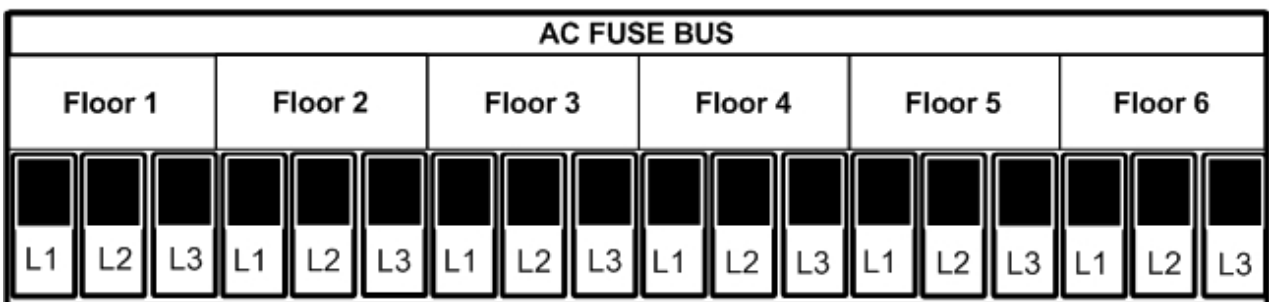 AC FUSE BUS
Floor 1 Floor 2 Floor 3 Floor 4 Floor 5 Floor 6
L1 L2 L3 L1 L2 L3 L1 L2 L3 L1 L2 L3 L1 L2 L3 L1 L2 L3